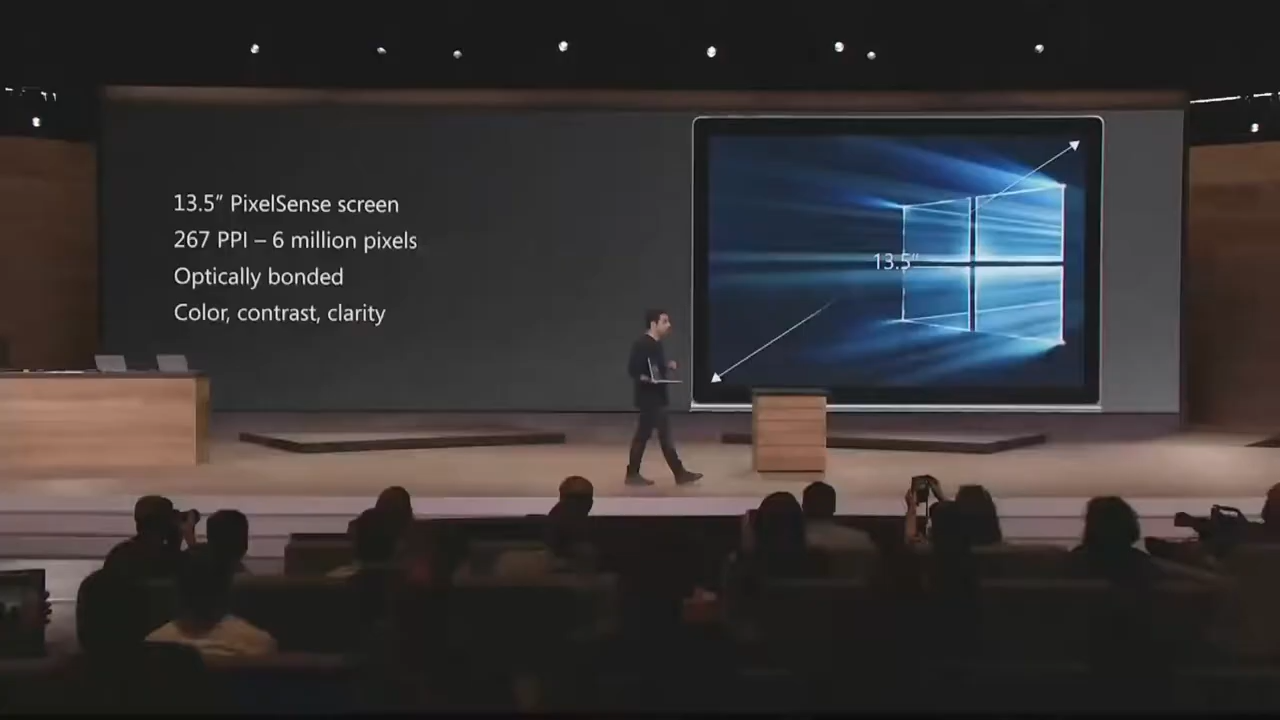 13.5” PixelSense screen
267 PPI – 6 million pixels
Optically bonded
Color, contrast, clarity
13.5”